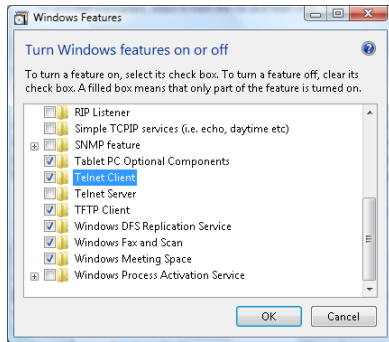 Windows Features
Turn Windows features on or off
To turn a feature on, select its check box. To turn a feature off, clear its
check box. A filled box means that only part of the feature is turned on.
RIP Listener
Simple TCPIP services (i.e. echo, daytime etc)
SNMP feature
Tablet PC Optional Components
Telnet Client
Telnet Server
TFTP Client
Windows DFS Replication Service
Windows Fax and Scan
Windows Meeting Space
Windows Process Activation Service
OK
Cancel